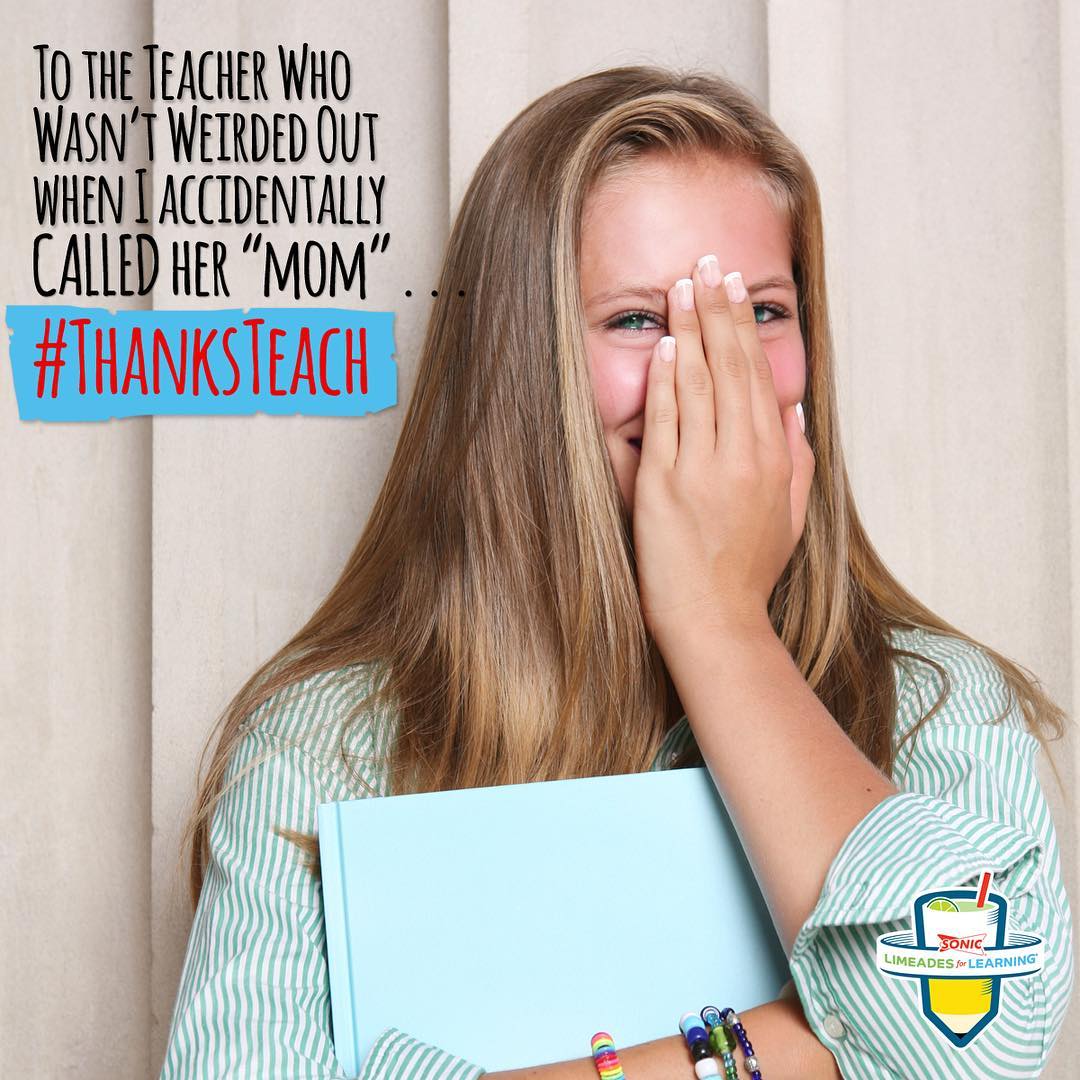 To the Teacher Who
Wasn't Weirded Out
when I accidentally
called her “mom” . . .
#ThanksTeach
SONIC
LIMEADES for LEARNING